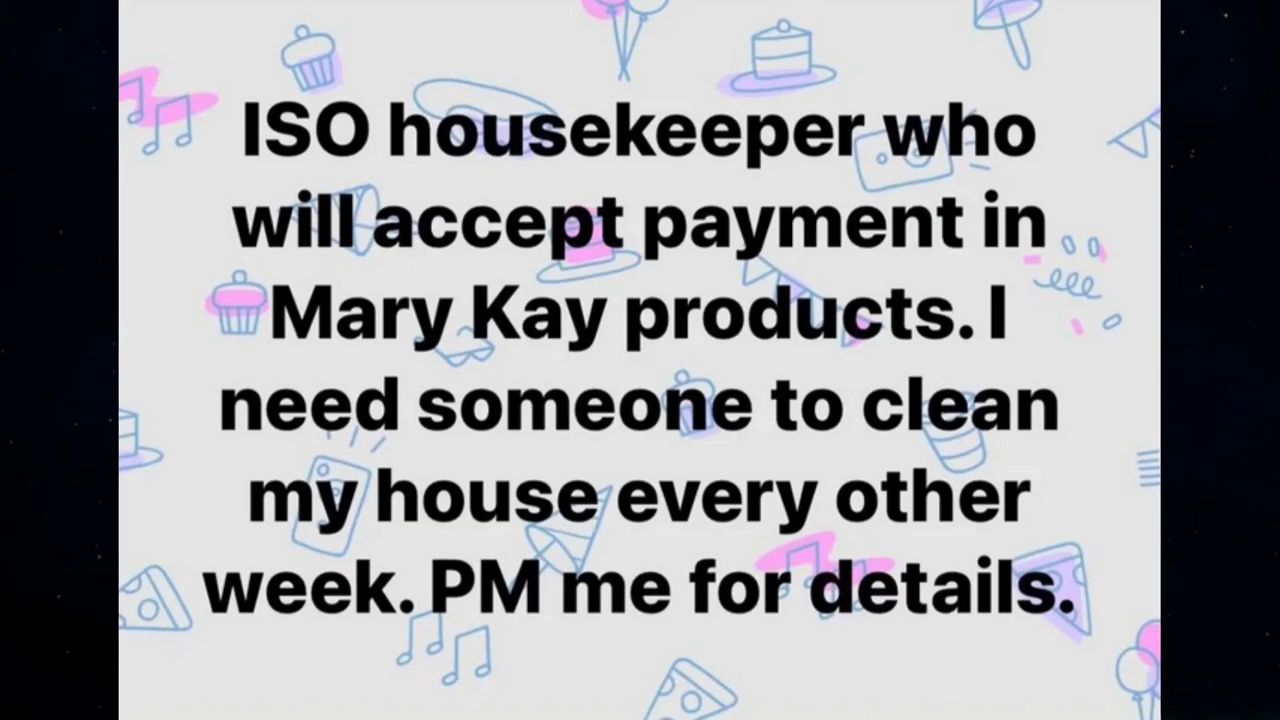 ISO housekeeper who
will accept payment in
Mary Kay products. I
need someone to clean
my house every other
week. PM me for details.